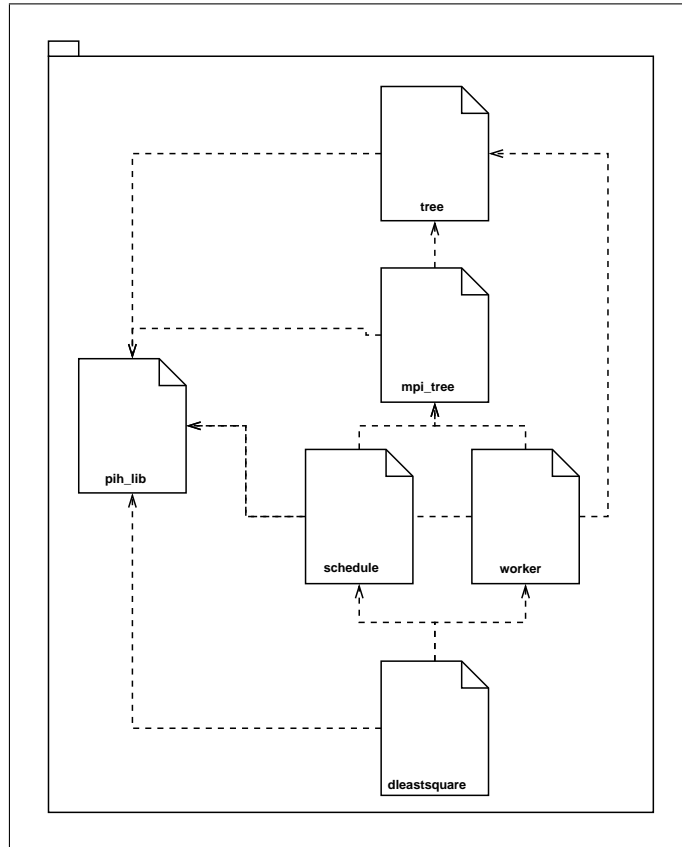 tree
mpi_tree
pih_lib
schedule
worker
dleastsquare